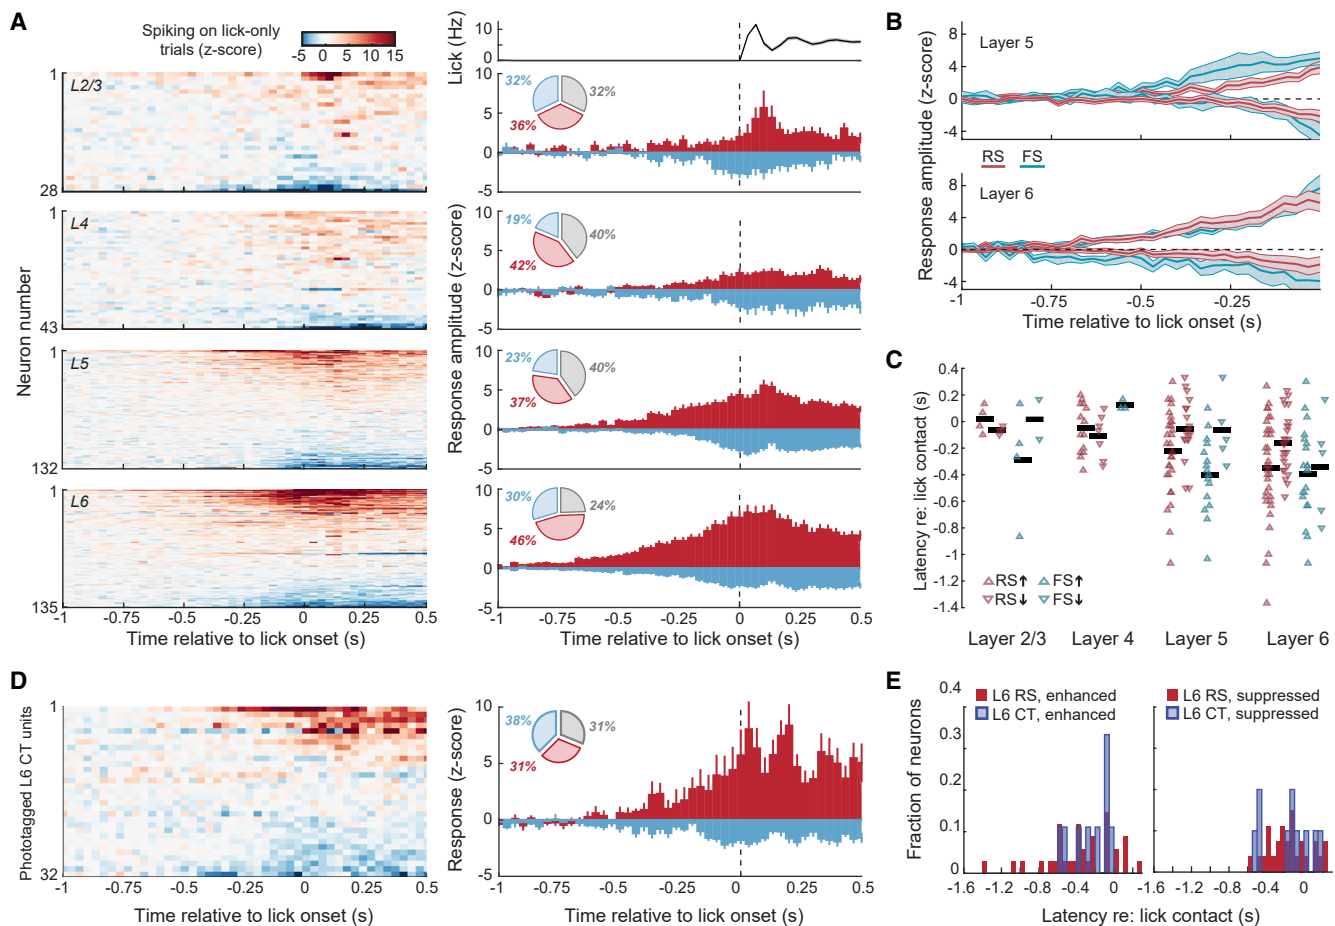 A
Spiking on lick-only
trials (z-score)
-5 0 5 10 15
Neuron number
1
L2/3
28
1
L4
43
1
L5
132
1
L6
135
-1 -0.75 -0.5 -0.25 0 0.25 0.5
Time relative to lick onset (s)
Lick (Hz)
10
0
Response amplitude (z-score)
10
5
0
-5
32%
32%
36%
10
5
0
-5
19%
40%
42%
10
5
0
-5
23%
40%
37%
10
5
0
-5
30%
24%
46%
-1 -0.75 -0.5 -0.25 0 0.25 0.5
Time relative to lick onset (s)
B
Response amplitude (z-score)
Layer 5
8
4
0
-4
RS FS
Layer 6
8
4
0
-4
-1 -0.75 -0.5 -0.25
Time relative to lick onset (s)
C
Latency re: lick contact (s)
0.4
0.2
0
-0.2
-0.4
-0.6
-0.8
-1
-1.2
-1.4
RS↑ FS↑
RS↓ FS↓
Layer 2/3 Layer 4 Layer 5 Layer 6
D
Phototagged L6 CT units
1
32
-1 -0.75 -0.5 -0.25 0 0.25 0.5
Time relative to lick onset (s)
Response (z-score)
10
5
0
-5
38%
31%
31%
-1 -0.75 -0.5 -0.25 0 0.25 0.5
Time relative to lick onset (s)
E
Fraction of neurons
0.4
0.3
0.2
0.1
0
L6 RS, enhanced
L6 CT, enhanced
L6 RS, suppressed
L6 CT, suppressed
-1.6 -1.2 -0.8 -0.4 0
-1.6 -1.2 -0.8 -0.4 0
Latency re: lick contact (s)